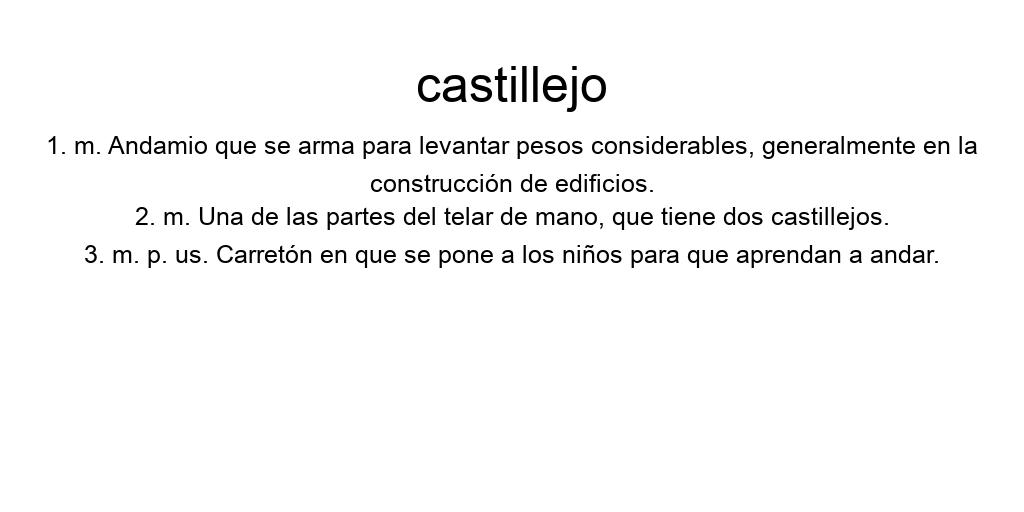 castillejo
1. m. Andamio que se arma para levantar pesos considerables, generalmente en la
construcción de edificios.
2. m. Una de las partes del telar de mano, que tiene dos castillejos.
3. m. p. us. Carretón en que se pone a los niños para que aprendan a andar.